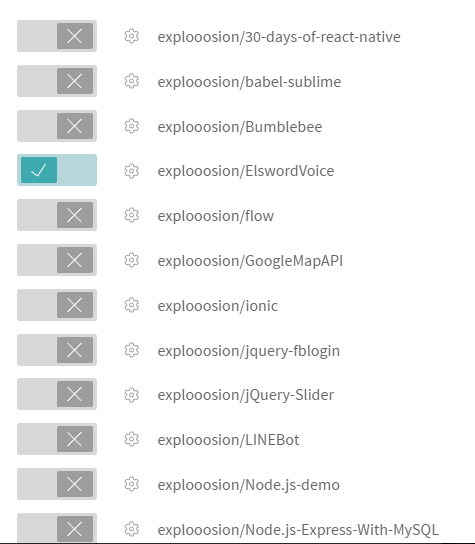 explooosion/30-days-of-react-native
explooosion/babel-sublime
explooosion/Bumblebee
explooosion/ElswordVoice
explooosion/flow
explooosion/GoogleMapAPI
explooosion/ionic
explooosion/jquery-fblogin
explooosion/jQuery-Slider
explooosion/LINEBot
explooosion/Node.js-demo
explooosion/Node.js-Express-With-MySQL